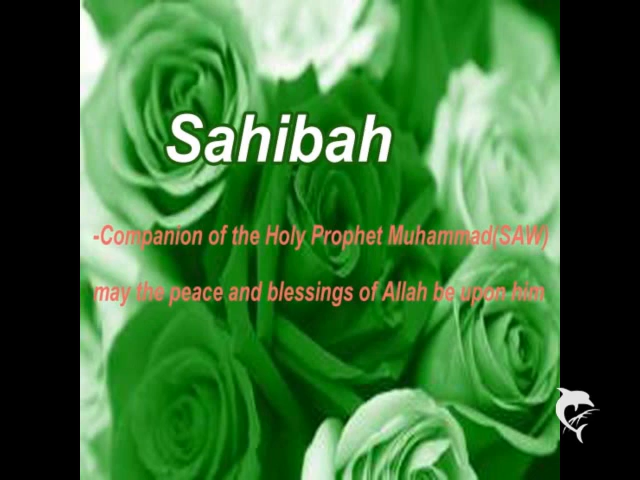 Sahibah
-Companion of the Holy Prophet Muhammad(SAW)
may the peace and blessings of Allah be upon him